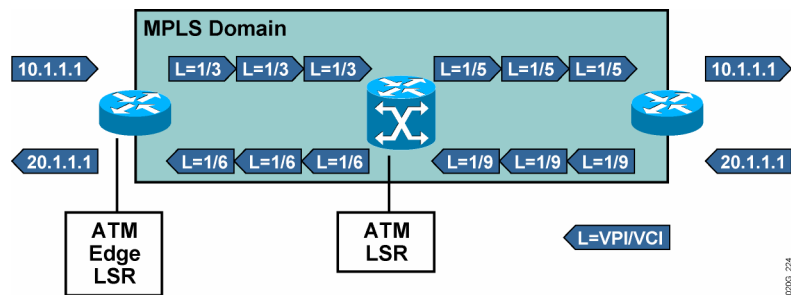 MPLS Domain
10.1.1.1
L=1/3
L=1/3
L=1/3
L=1/5
L=1/5
L=1/5
10.1.1.1
20.1.1.1
L=1/6
L=1/6
L=1/6
L=1/9
L=1/9
L=1/9
20.1.1.1
ATM
Edge
LSR
ATM
LSR
L=VPI/VCI
020G_224